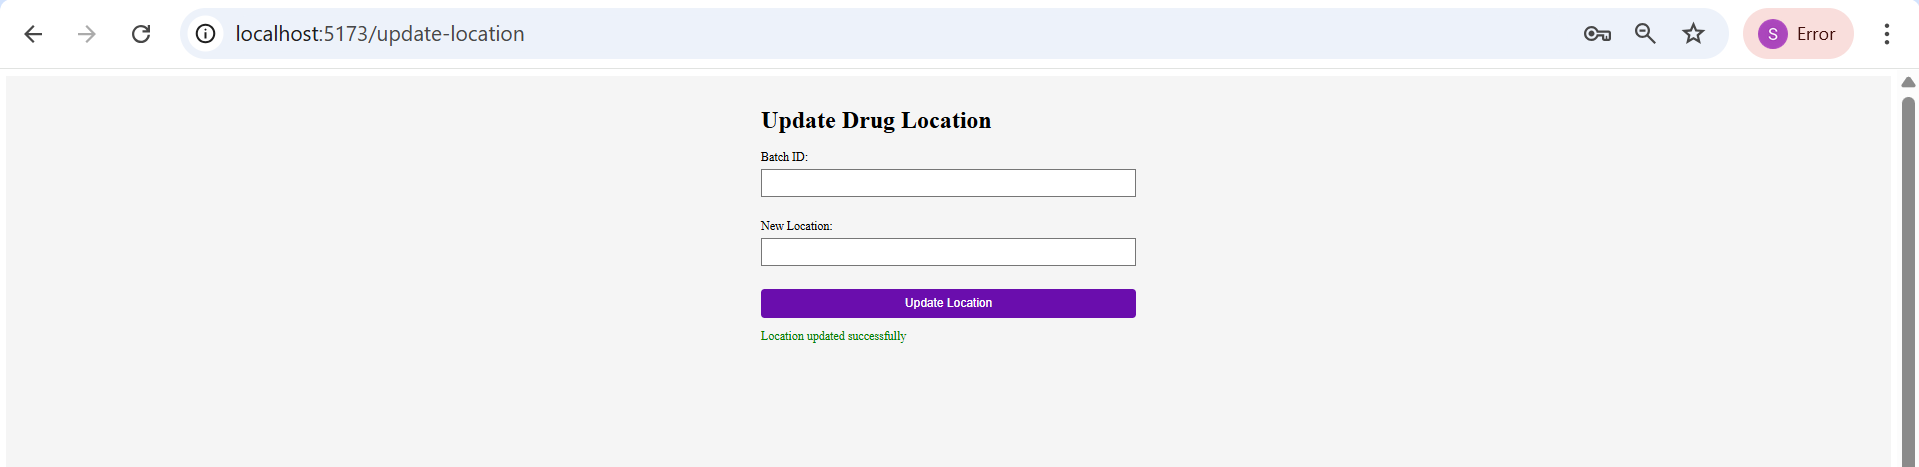 localhost:5173/update-location
S Error
Update Drug Location
Batch ID:
New Location:
Update Location
Location updated successfully